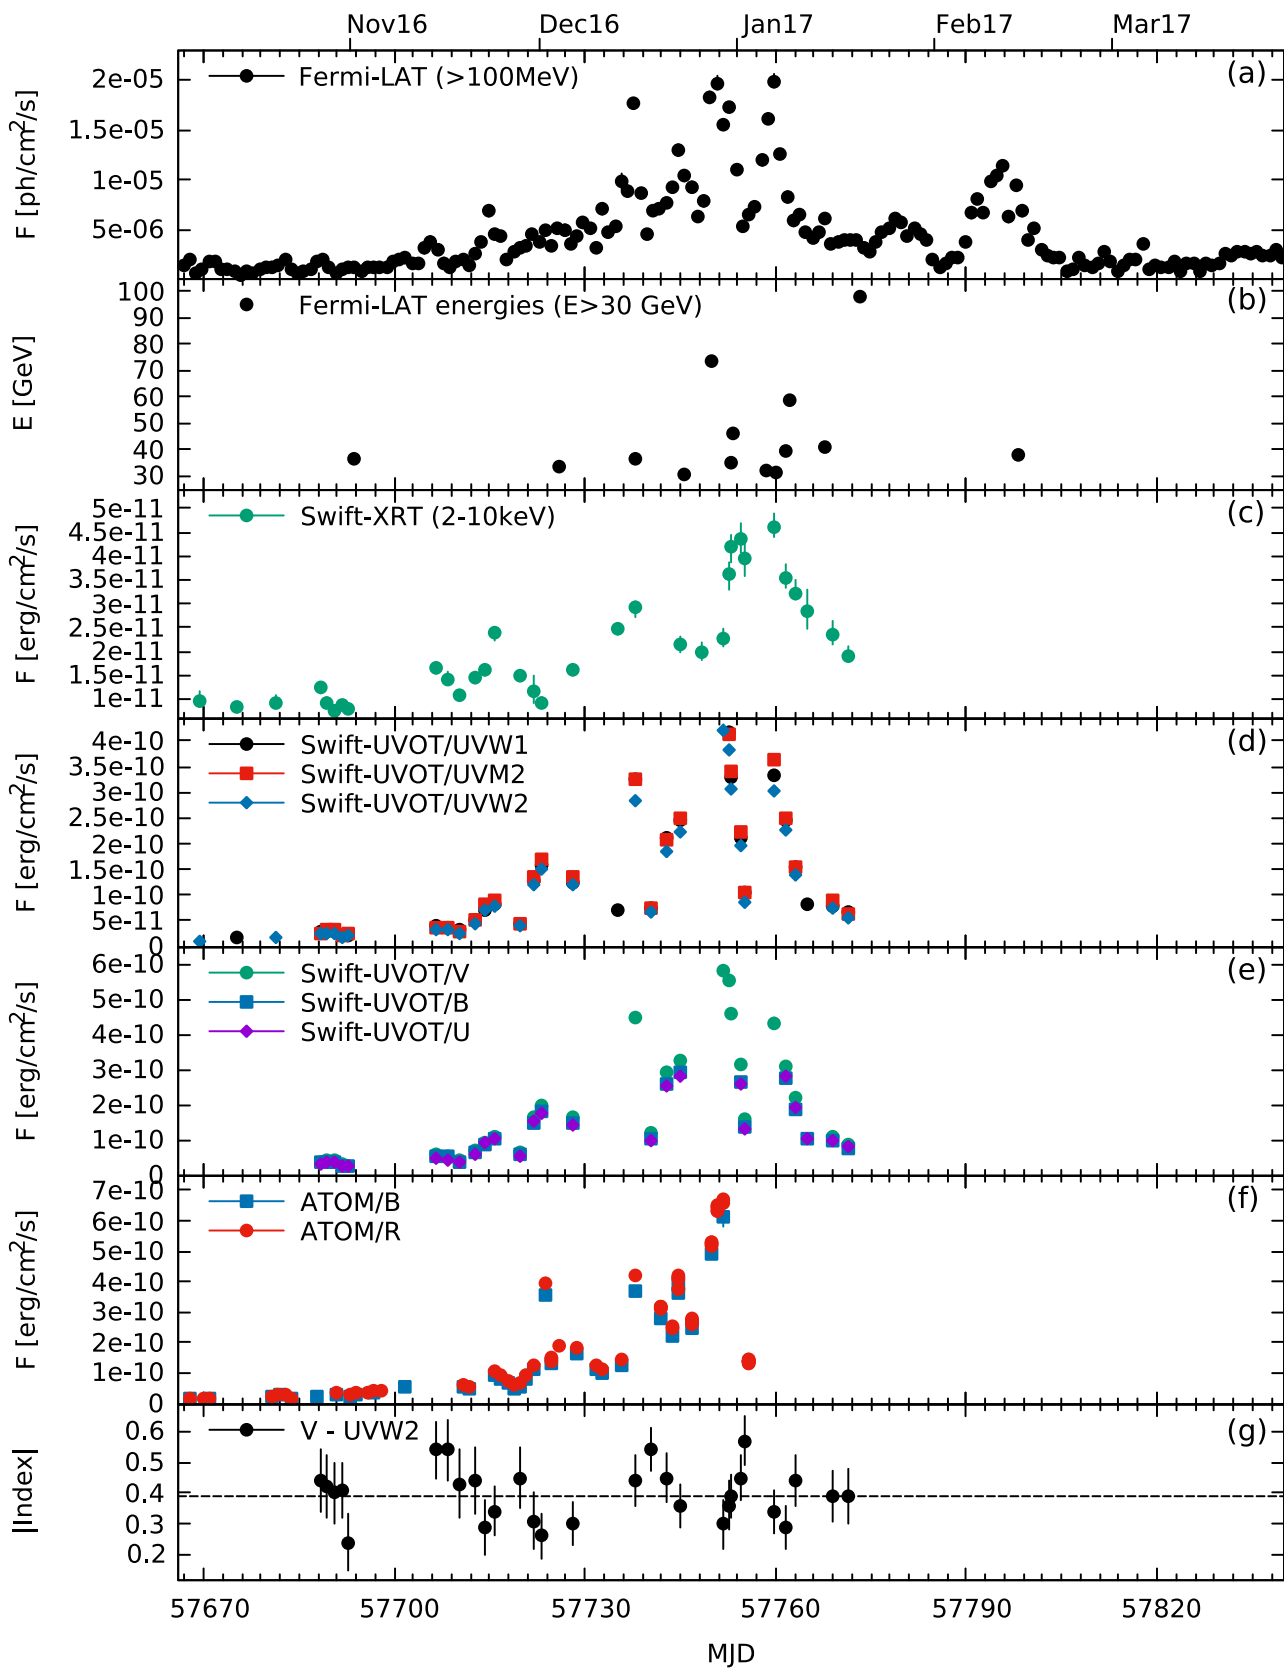 Nov16 Dec16 Jan17 Feb17 Mar17
Fermi-LAT (>100MeV)
(a)
F [ph/cm²/s]
2e-05
1.5e-05
1e-05
5e-06
Fermi-LAT energies (E>30 GeV)
(b)
E [GeV]
100
90
80
70
60
50
40
30
Swift-XRT (2-10keV)
(c)
F [erg/cm²/s]
5e-11
4.5e-11
4e-11
3.5e-11
3e-11
2.5e-11
2e-11
1.5e-11
1e-11
Swift-UVOT/UVW1
Swift-UVOT/UVM2
Swift-UVOT/UVW2
(d)
F [erg/cm²/s]
4e-10
3.5e-10
3e-10
2.5e-10
2e-10
1.5e-10
1e-10
5e-11
0
Swift-UVOT/V
Swift-UVOT/B
Swift-UVOT/U
(e)
F [erg/cm²/s]
6e-10
5e-10
4e-10
3e-10
2e-10
1e-10
0
ATOM/B
ATOM/R
(f)
F [erg/cm²/s]
7e-10
6e-10
5e-10
4e-10
3e-10
2e-10
1e-10
0
V - UVW2
(g)
|Index|
0.6
0.5
0.4
0.3
0.2
57670 57700 57730 57760 57790 57820
MJD